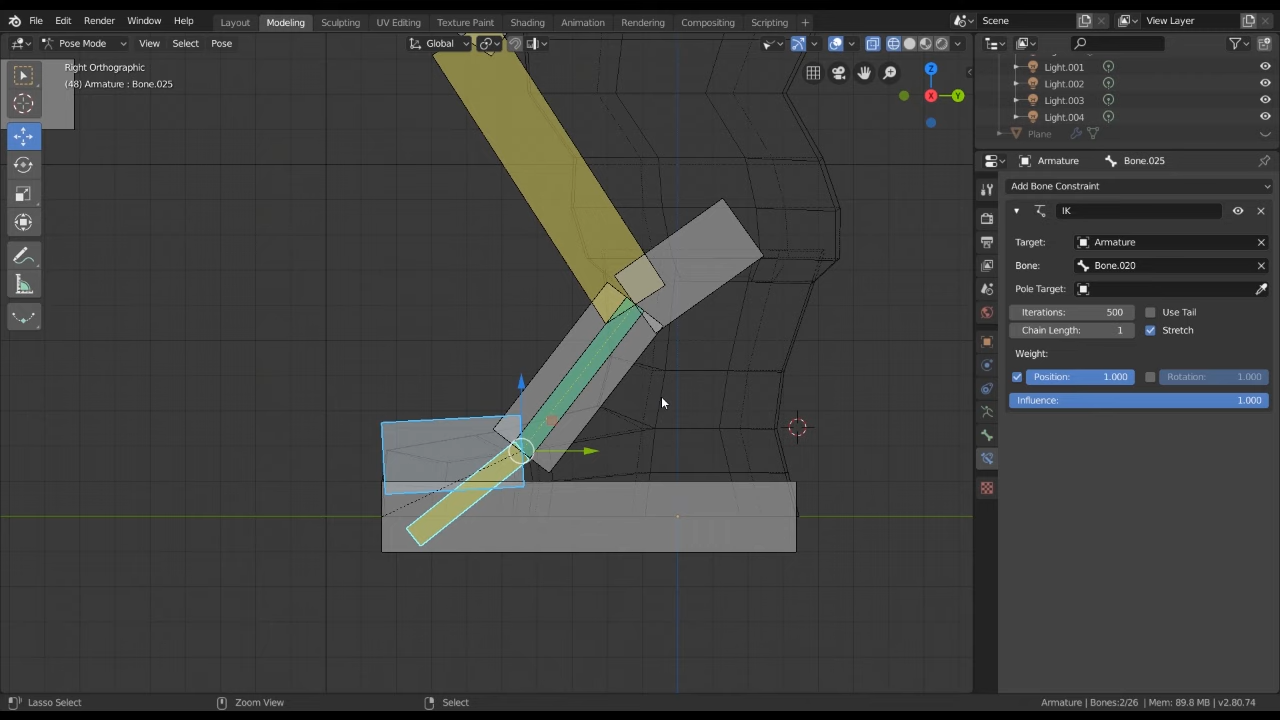 File Edit Render Window Help Layout Modeling Sculpting UV Editing Texture Paint Shading Animation Rendering Compositing Scripting + Scene View Layer
Pose Mode View Select Pose Global
Right Orthographic
(48) Armature : Bone.025
Z
X
Y
Light.001
Light.002
Light.003
Light.004
Plane
Armature Bone.025
Add Bone Constraint
IK
Target: Armature
Bone: Bone.020
Pole Target:
Iterations: 500 Use Tail
Chain Length: 1 Stretch
Weight:
Position: 1.000 Rotation: 1.000
Influence: 1.000
Lasso Select Zoom View Select Armature | Bones:2/26 | Mem: 89.8 MB | v2.80.74